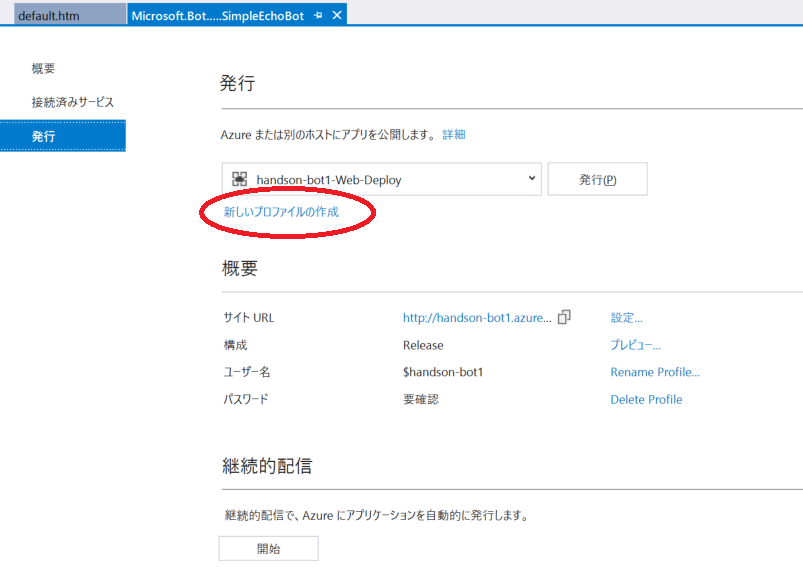 default.htm
Microsoft.Bot.....SimpleEchoBot
概要
接続済みサービス
発行
発行
Azure または別のホストにアプリを公開します。 詳細
handson-bot1-Web-Deploy
発行(P)
新しいプロファイルの作成
概要
サイト URL http://handson-bot1.azure... 設定...
構成 Release プレビュー...
ユーザー名 $handson-bot1 Rename Profile...
パスワード 要確認 Delete Profile
継続的配信
継続的配信で、Azure にアプリケーションを自動的に発行します。
開始